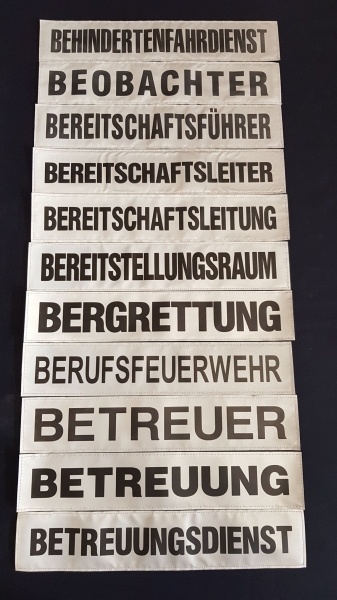 BEHINDERTENFAHRDIENST
BEOBACHTER
BEREITSCHAFTSFÜHRER
BEREITSCHAFTSLEITER
BEREITSCHAFTSLEITUNG
BEREITSTELLUNGSRAUM
BERGRETTUNG
BERUFSFEUERWEHR
BETREUER
BETREUUNG
BETREUUNGSDIENST